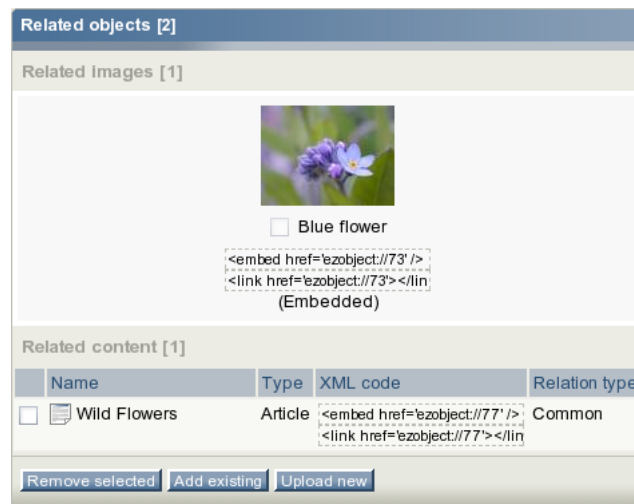 Related objects [2]
Related images [1]
Blue flower
<embed href='ezobject://73' />
<link href='ezobject://73'></lin
(Embedded)
Related content [1]
Name Type XML code Relation type
Wild Flowers Article <embed href='ezobject://77' /> Common
<link href='ezobject://77'></lin
Remove selected Add existing Upload new